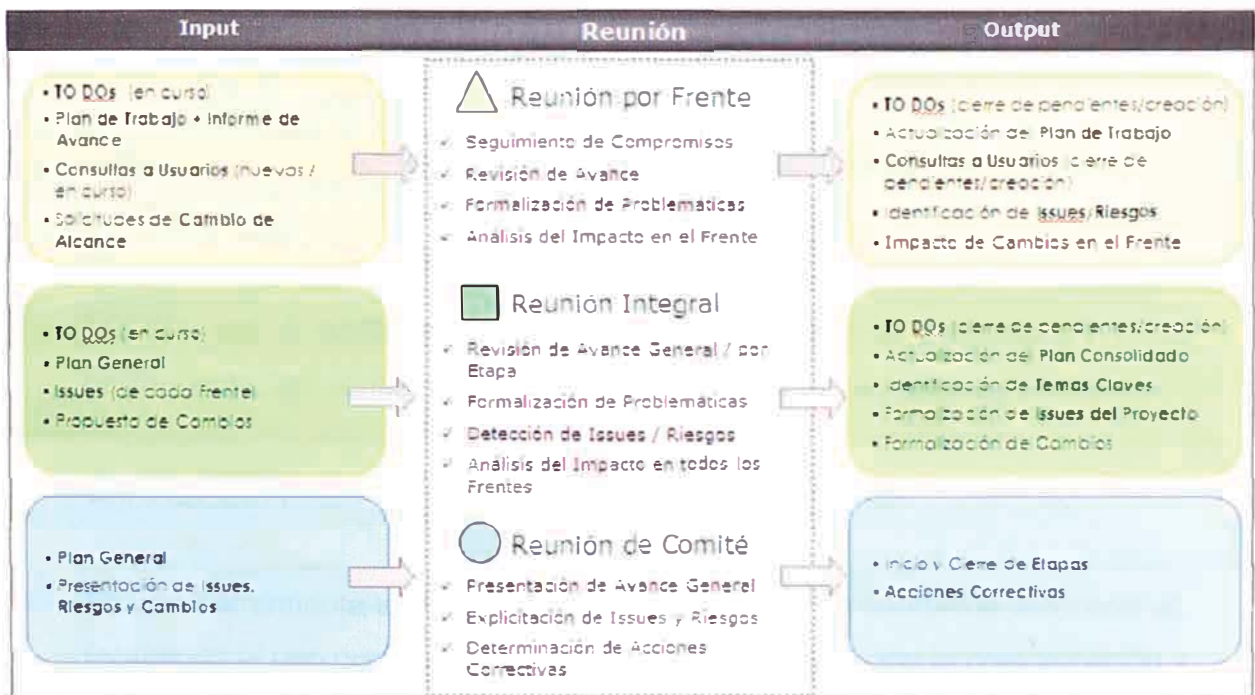 Input
Reunión
Output
• TO DOs (en curso)
• Plan de Trabajo + Informe de
Avance
• Consultas a Usuarios (nuevos /
en curso)
• Solicitudes de Cambio de
Alcance
Reunión por Frente
✓ Seguimiento de Compromisos
✓ Revisión de Avance
✓ Formalización de Problemáticas
✓ Análisis del Impacto en el Frente
• TO DOs (cierre de pendientes/creación)
• Actualización del Plan de Trabajo
• Consultas a Usuarios (cierre de
pendientes/creación)
• Identificación de Issues/Riesgos
• Impacto de Cambios en el Frente
• TO DOs (en curso)
• Plan General
• Issues (de cada Frente)
• Propuesto de Cambios
Reunión Integral
✓ Revisión de Avance General / por
Etapa
✓ Formalización de Problemáticas
✓ Detección de Issues / Riesgos
✓ Análisis del Impacto en todos los
Frentes
• TO DOs (cierre de pendientes/creación)
• Actualización del Plan Consolidado
• Identificación de Temas Claves
• Formalización de Issues del Proyecto
• Formalización de Cambios
• Plan General
• Presentación de Issues,
Riesgos y Cambios
Reunión de Comité
✓ Presentación de Avance General
✓ Explicitación de Issues y Riesgos
✓ Determinación de Acciones
Correctivas
• Inicio y Cierre de Etapas
• Acciones Correctivas